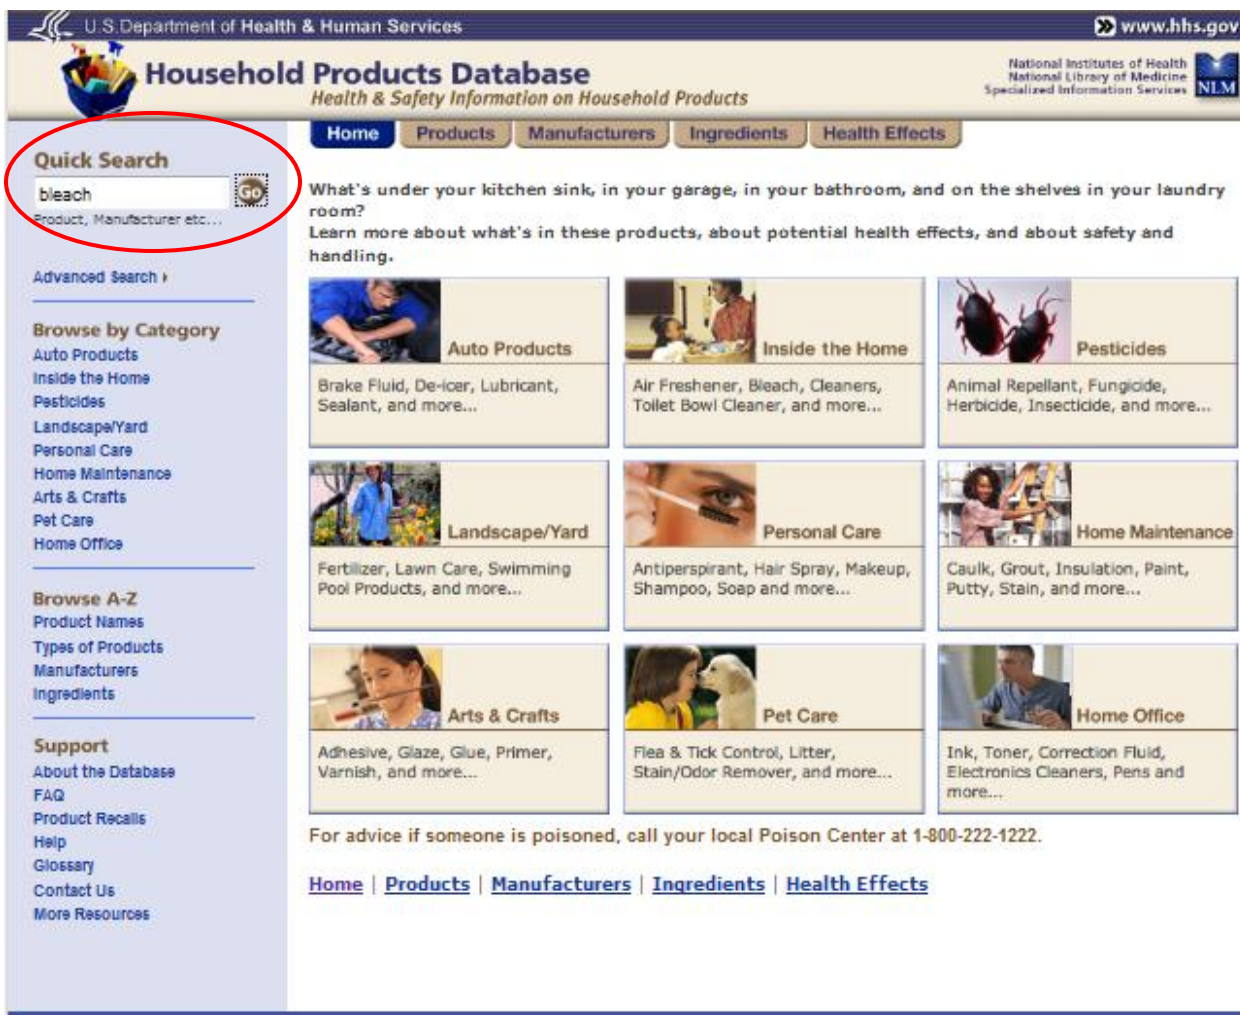 U.S. Department of Health & Human Services
www.hhs.gov
Household Products Database
Health & Safety Information on Household Products
National Institutes of Health
National Library of Medicine
Specialized Information Services
NLM
Home
Products
Manufacturers
Ingredients
Health Effects
Quick Search
bleach
Go
Product, Manufacturer etc...
Advanced Search
Browse by Category
Auto Products
Inside the Home
Pesticides
Landscape/Yard
Personal Care
Home Maintenance
Arts & Crafts
Pet Care
Home Office
Browse A-Z
Product Names
Types of Products
Manufacturers
Ingredients
Support
About the Database
FAQ
Product Recalls
Help
Glossary
Contact Us
More Resources
What's under your kitchen sink, in your garage, in your bathroom, and on the shelves in your laundry
room?
Learn more about what's in these products, about potential health effects, and about safety and
handling.
Auto Products
Brake Fluid, De-icer, Lubricant,
Sealant, and more...
Inside the Home
Air Freshener, Bleach, Cleaners,
Toilet Bowl Cleaner, and more...
Pesticides
Animal Repellant, Fungicide,
Herbicide, Insecticide, and more...
Landscape/Yard
Fertilizer, Lawn Care, Swimming
Pool Products, and more...
Personal Care
Antiperspirant, Hair Spray, Makeup,
Shampoo, Soap and more...
Home Maintenance
Caulk, Grout, Insulation, Paint,
Putty, Stain, and more...
Arts & Crafts
Adhesive, Glaze, Glue, Primer,
Varnish, and more...
Pet Care
Flea & Tick Control, Litter,
Stain/Odor Remover, and more...
Home Office
Ink, Toner, Correction Fluid,
Electronics Cleaners, Pens and
more...
For advice if someone is poisoned, call your local Poison Center at 1-800-222-1222.
Home | Products | Manufacturers | Ingredients | Health Effects